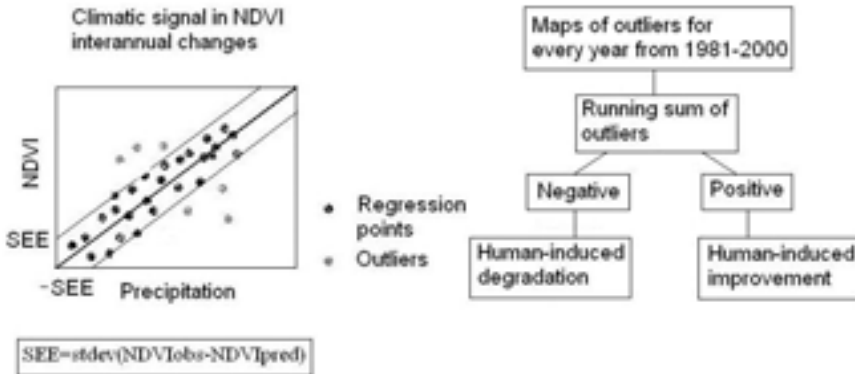 Climatic signal in NDVI
interannual changes
NDVI
SEE
-SEE
Precipitation
Regression
points
Outliers
SEE=stdev(NDVIobs-NDVIpred)
Maps of outliers for
every year from 1981-2000
Running sum of
outliers
Negative
Positive
Human-induced
degradation
Human-induced
improvement